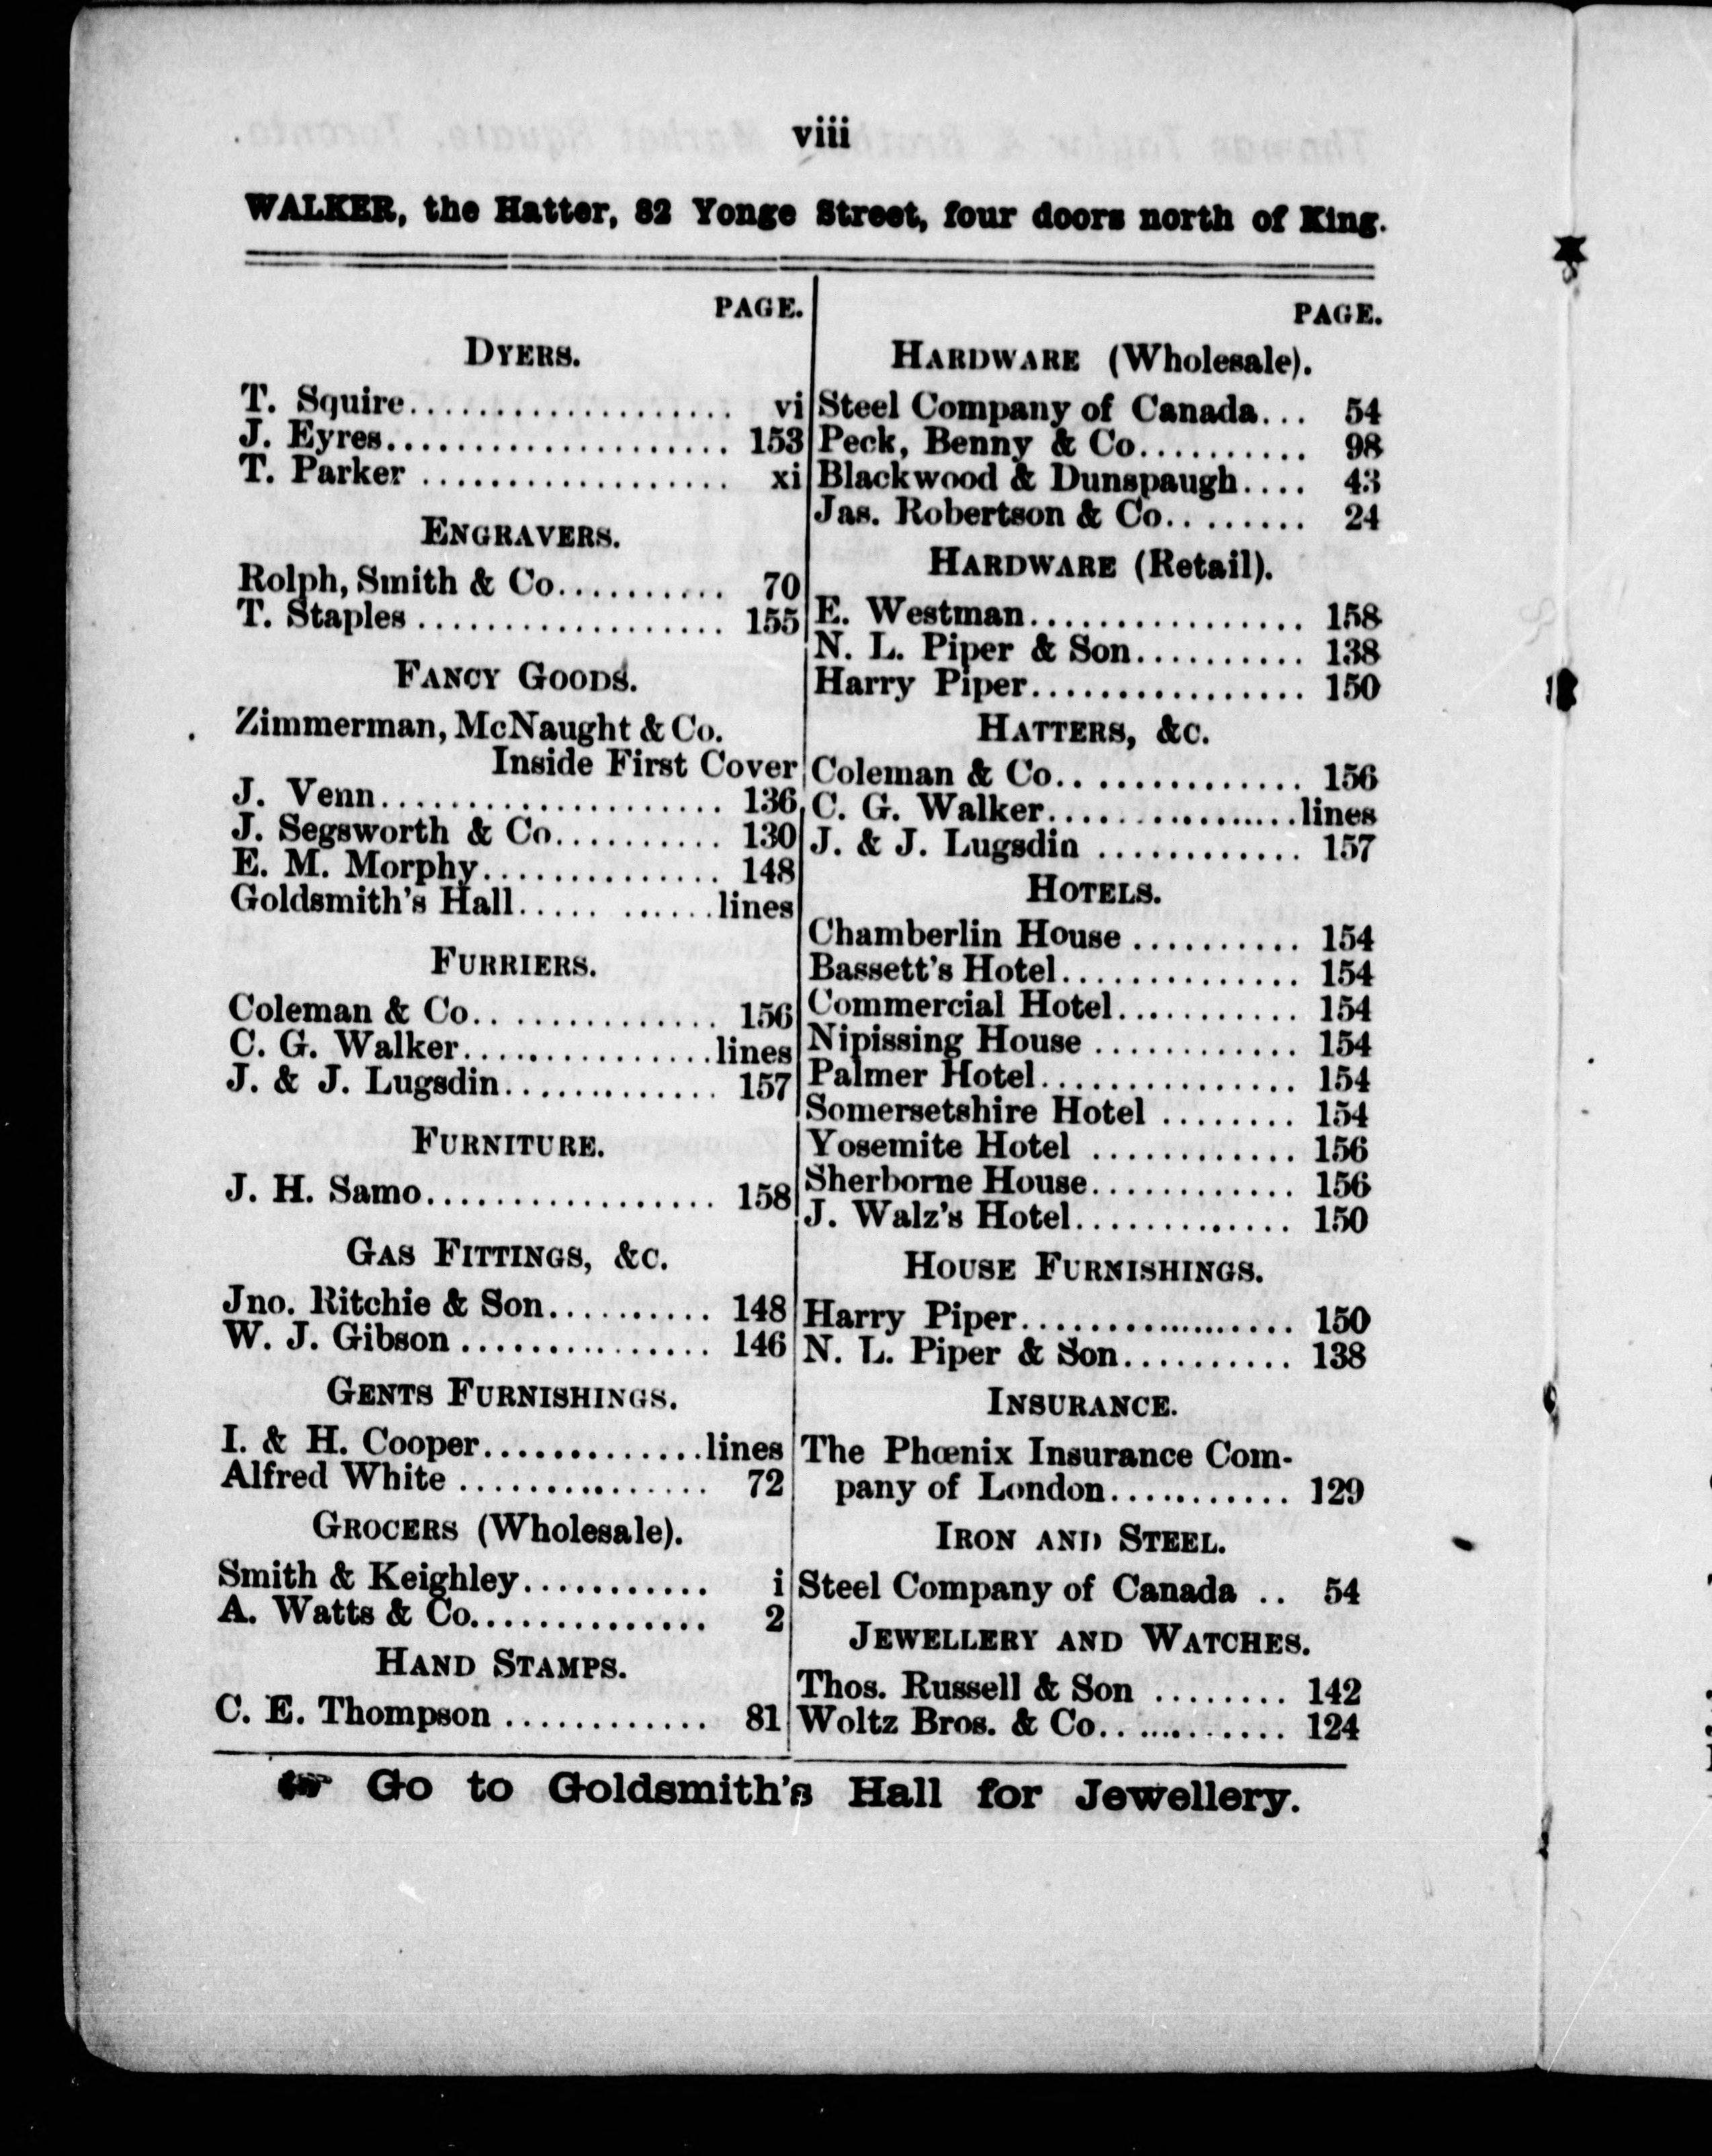 viii
WALKER, the Hatter, 82 Yonge Street, four doors north of King.
PAGE.
DYERS.
T. Squire.................... vi
J. Eyres..................... 153
T. Parker ................... xi
ENGRAVERS.
Rolph, Smith & Co.......... 70
T. Staples ................... 155
FANCY GOODS.
Zimmerman, McNaught & Co.
Inside First Cover
J. Venn..................... 136
J. Segsworth & Co.......... 130
E. M. Morphy............... 148
Goldsmith's Hall..... ......lines
FURRIERS.
Coleman & Co............... 156
C. G. Walker................lines
J. & J. Lugsdin.............. 157
FURNITURE.
J. H. Samo.................. 158
GAS FITTINGS, &C.
Jno. Ritchie & Son.......... 148
W. J. Gibson ............... 146
GENTS FURNISHINGS.
I. & H. Cooper..............lines
Alfred White ............... 72
GROCERS (Wholesale).
Smith & Keighley........... i
A. Watts & Co............... 2
HAND STAMPS.
C. E. Thompson ............ 81
PAGE.
HARDWARE (Wholesale).
Steel Company of Canada... 54
Peck, Benny & Co.......... 98
Blackwood & Dunspaugh.... 43
Jas. Robertson & Co......... 24
HARDWARE (Retail).
E. Westman................. 158
N. L. Piper & Son.......... 138
Harry Piper................. 150
HATTERS, &C.
Coleman & Co............... 156
C. G. Walker................lines
J. & J. Lugsdin ............. 157
HOTELS.
Chamberlin House .......... 154
Bassett's Hotel............... 154
Commercial Hotel........... 154
Nipissing House ............ 154
Palmer Hotel................ 154
Somersetshire Hotel ........ 154
Yosemite Hotel ............ 156
Sherborne House............ 156
J. Walz's Hotel............. 150
HOUSE FURNISHINGS.
Harry Piper................. 150
N. L. Piper & Son.......... 138
INSURANCE.
The Phœnix Insurance Com-
pany of London........... 129
IRON AND STEEL.
Steel Company of Canada .. 54
JEWELLERY AND WATCHES.
Thos. Russell & Son ........ 142
Woltz Bros. & Co............ 124
☞ Go to Goldsmith's Hall for Jewellery.